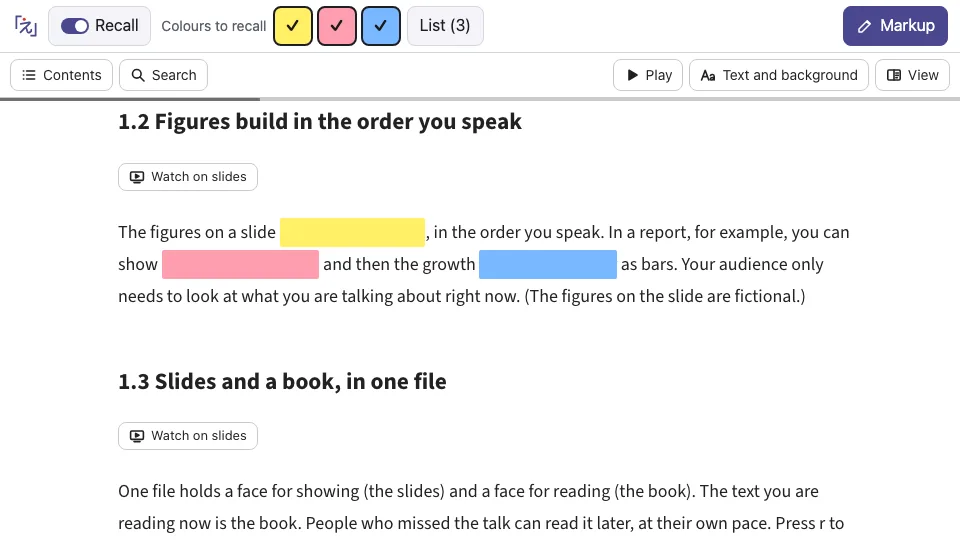 Recall
Colours to recall
List (3)
Markup
Contents
Search
Play
Text and background
View
1.2 Figures build in the order you speak
Watch on slides
The figures on a slide , in the order you speak. In a report, for example, you can
show and then the growth as bars. Your audience only
needs to look at what you are talking about right now. (The figures on the slide are fictional.)
1.3 Slides and a book, in one file
Watch on slides
One file holds a face for showing (the slides) and a face for reading (the book). The text you are
reading now is the book. People who missed the talk can read it later, at their own pace. Press r to